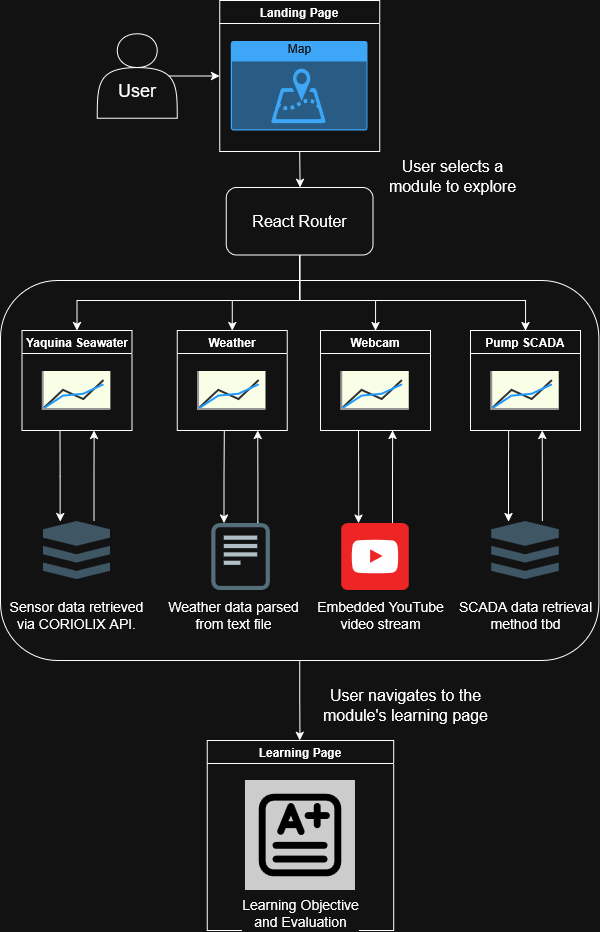 Landing Page
Map
User
User selects a
module to explore
React Router
Yaquina Seawater
Weather
Webcam
Pump SCADA
Sensor data retrieved
via CORIOLIX API.
Weather data parsed
from text file
Embedded YouTube
video stream
SCADA data retrieval
method tbd
User navigates to the
module's learning page
Learning Page
A+
Learning Objective
and Evaluation